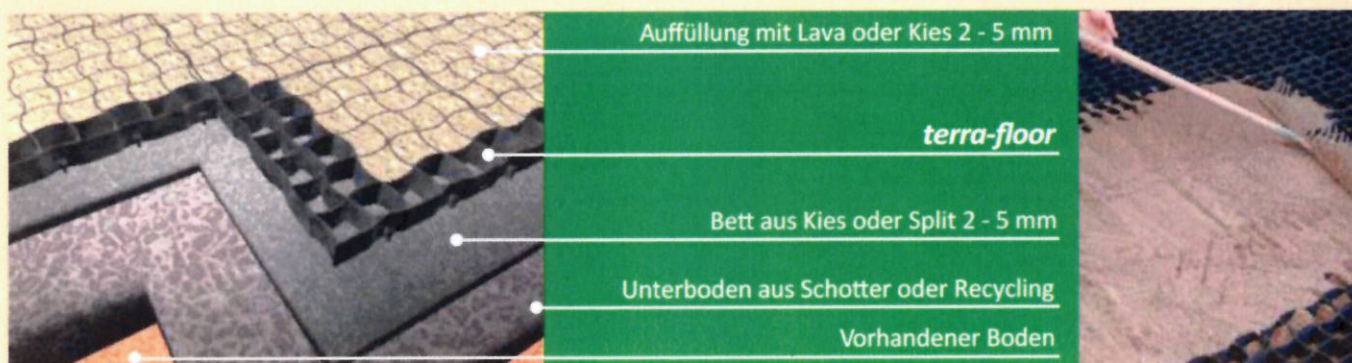 Auffüllung mit Lava oder Kies 2 - 5 mm
terra-floor
Bett aus Kies oder Split 2 - 5 mm
Unterboden aus Schotter oder Recycling
Vorhandener Boden